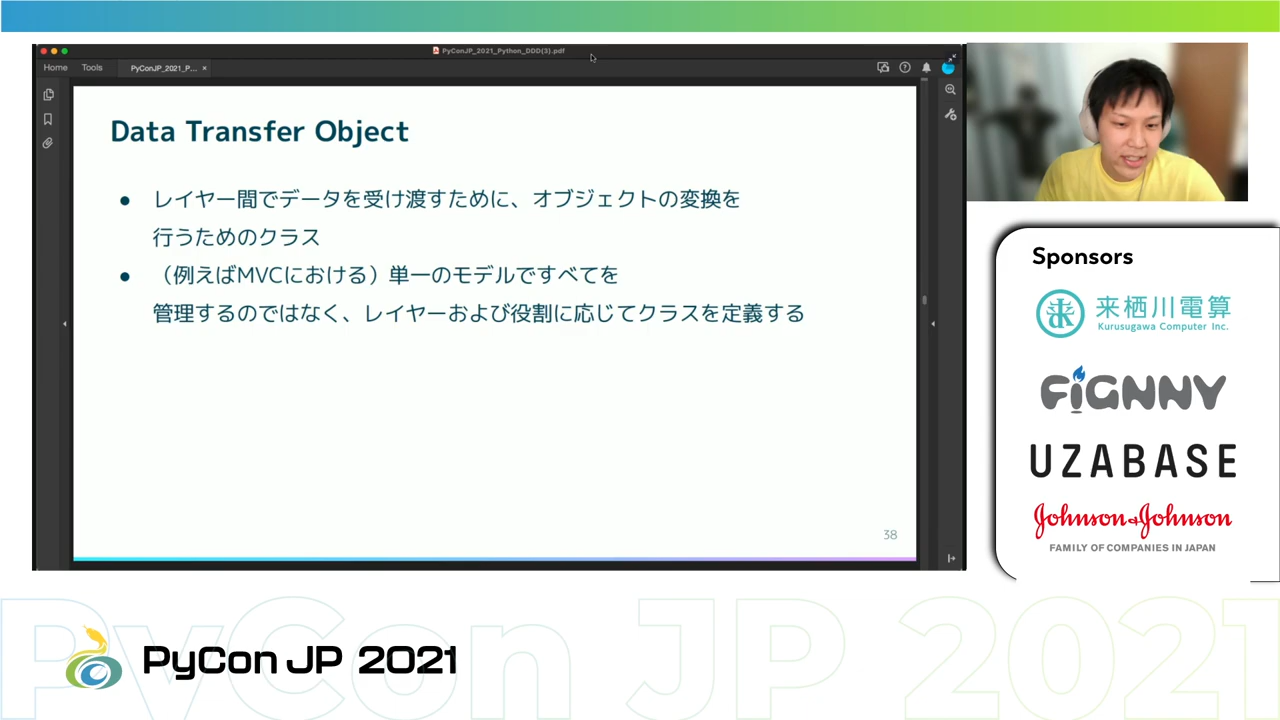 PyConJP_2021_Python_DDD(3).pdf
Home
Tools
PyConJP_2021_P...
Data Transfer Object
レイヤー間でデータを受け渡すために、オブジェクトの変換を
行うためのクラス
（例えばMVCにおける）単一のモデルですべてを
管理するのではなく、レイヤーおよび役割に応じてクラスを定義する
38
Sponsors
来栖川電算
Kurusugawa Computer Inc.
FiGNNY
UZABASE
Johnson & Johnson
FAMILY OF COMPANIES IN JAPAN
PyCon JP 2021
PyCon JP 2021